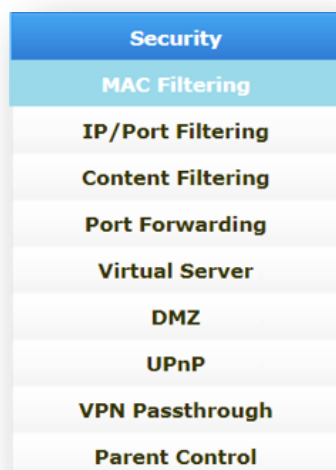 Security
MAC Filtering
IP/Port Filtering
Content Filtering
Port Forwarding
Virtual Server
DMZ
UPnP
VPN Passthrough
Parent Control